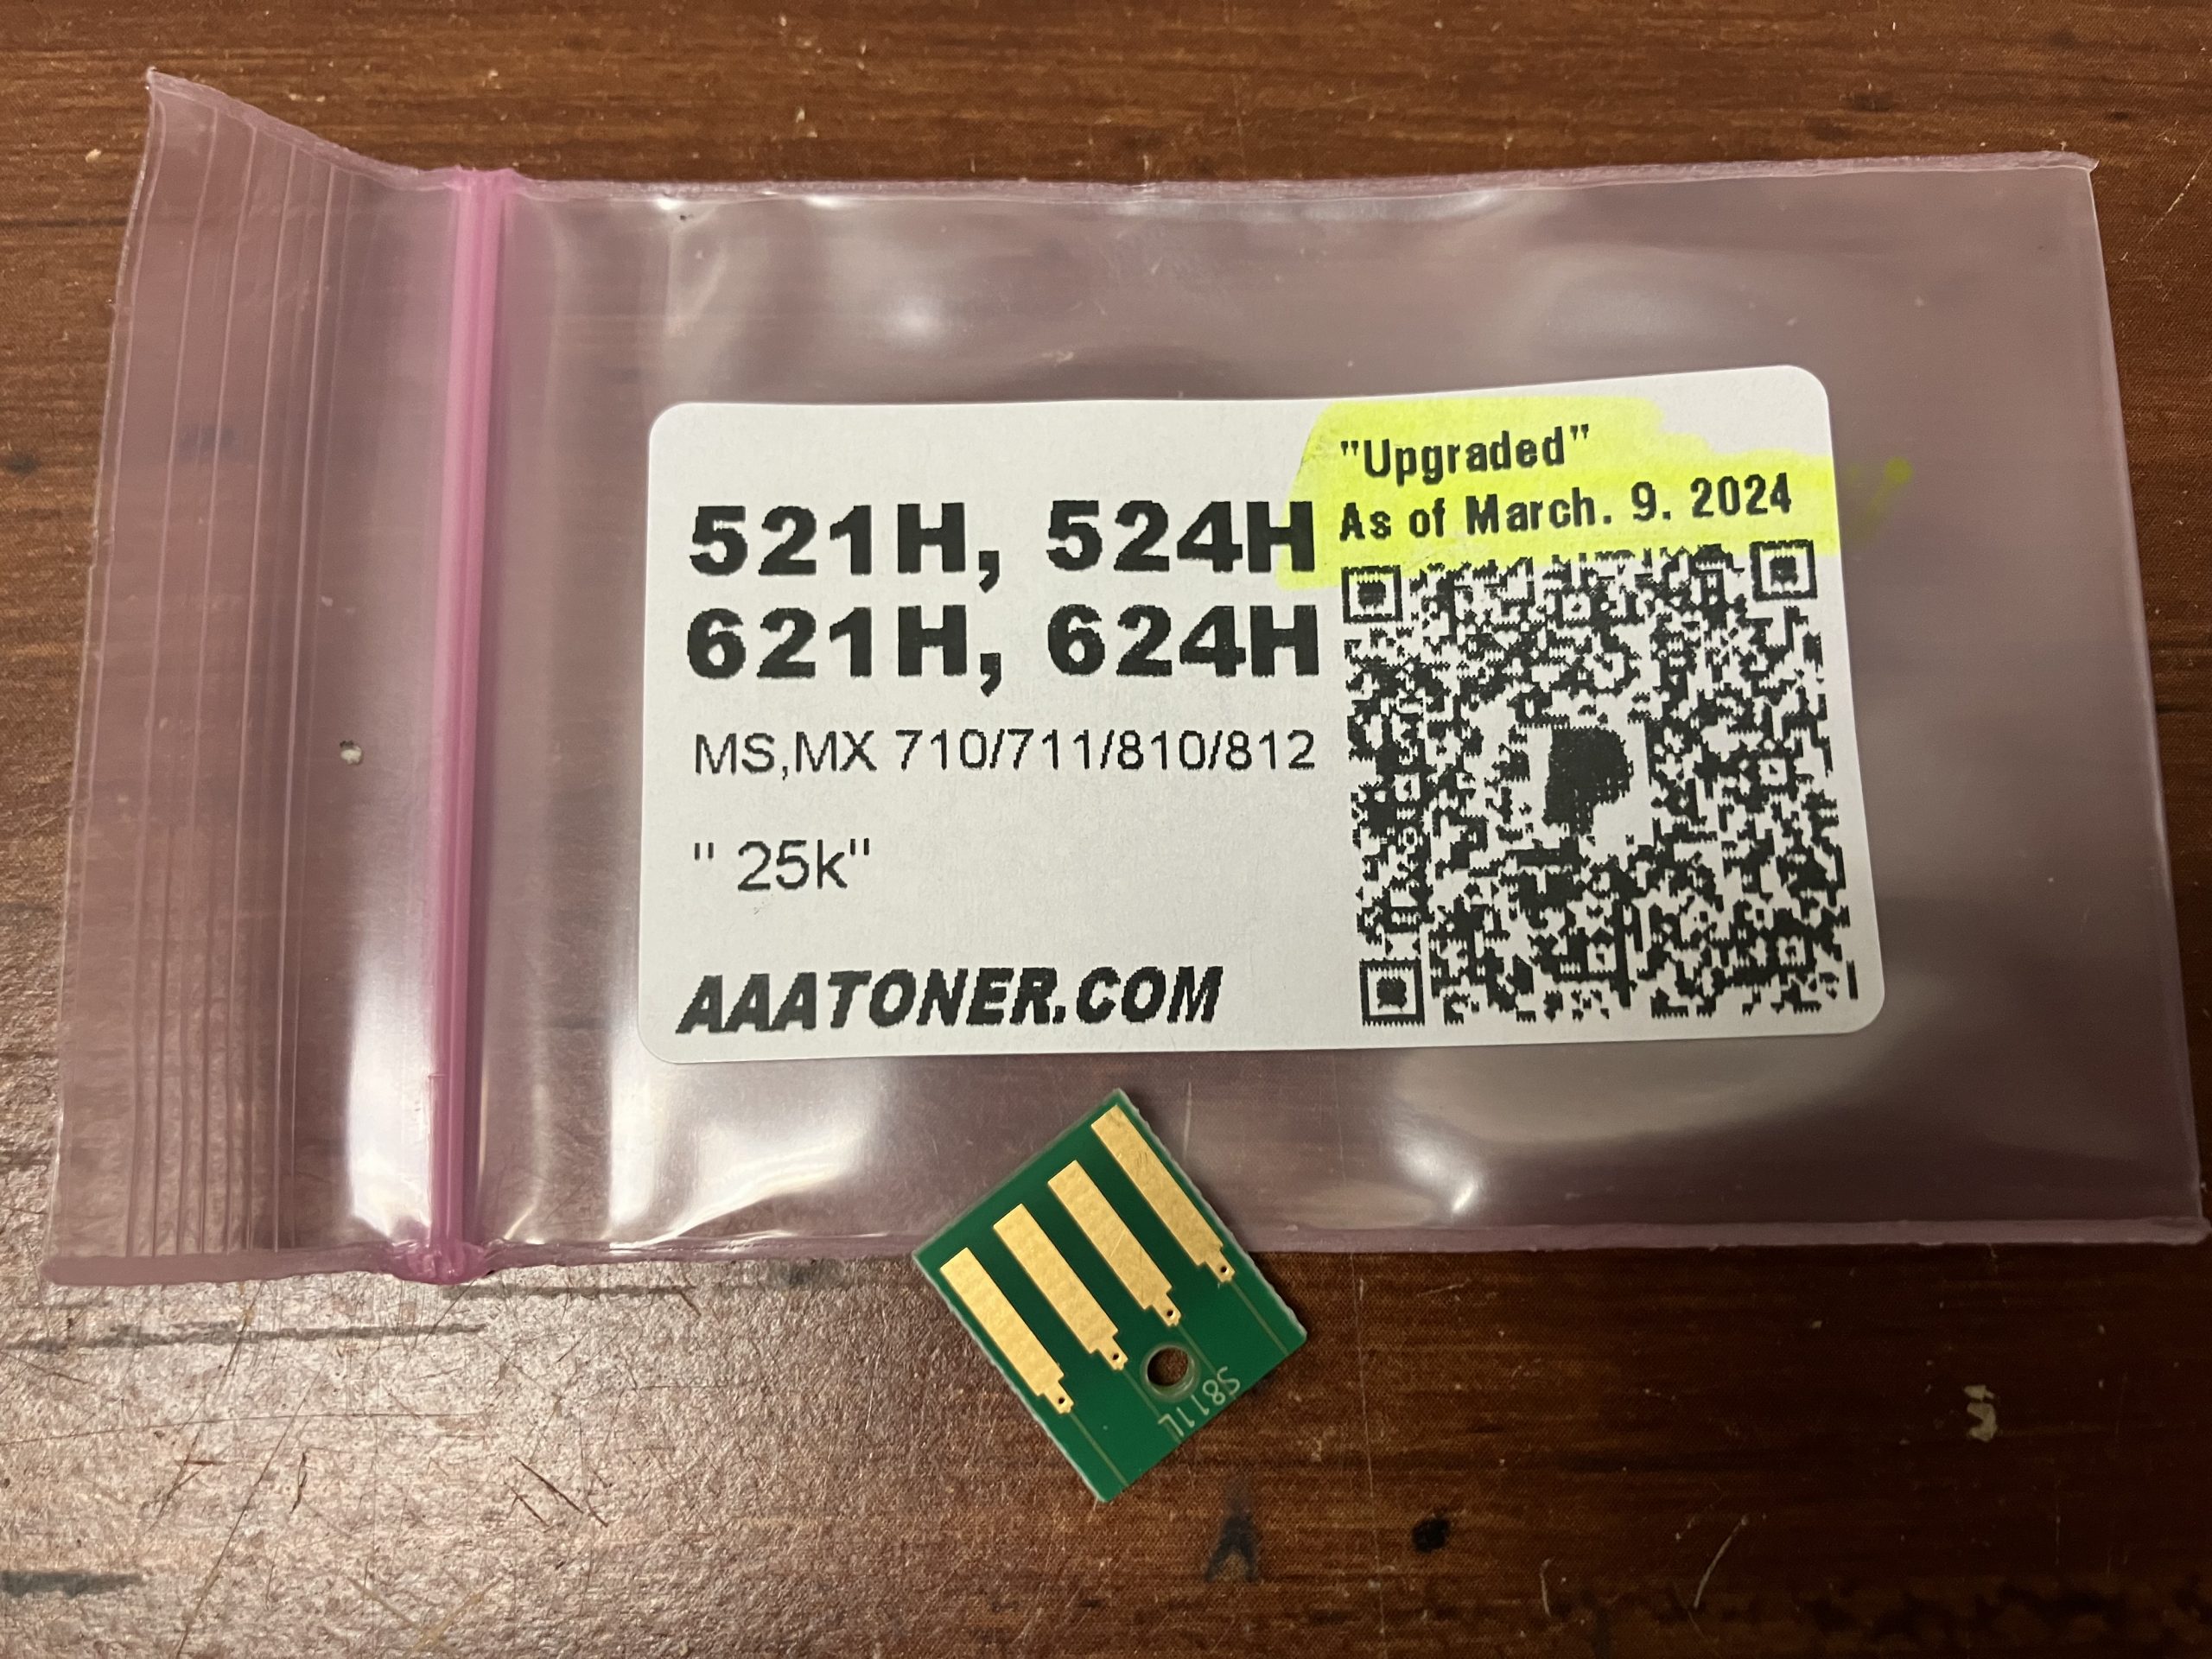 "Upgraded"
As of March. 9. 2024
521H, 524H
621H, 624H
MS,MX 710/711/810/812
" 25k"
AAATONER.COM
S811L